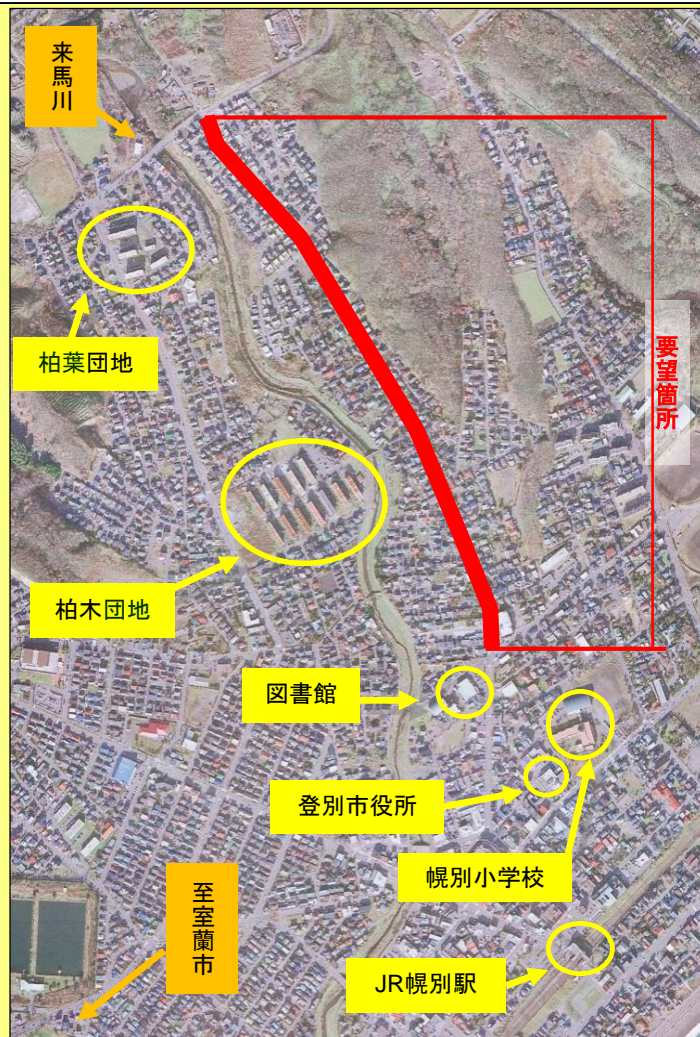 来馬川
柏葉団地
要望箇所
柏木団地
図書館
登別市役所
幌別小学校
至室蘭市
JR幌別駅